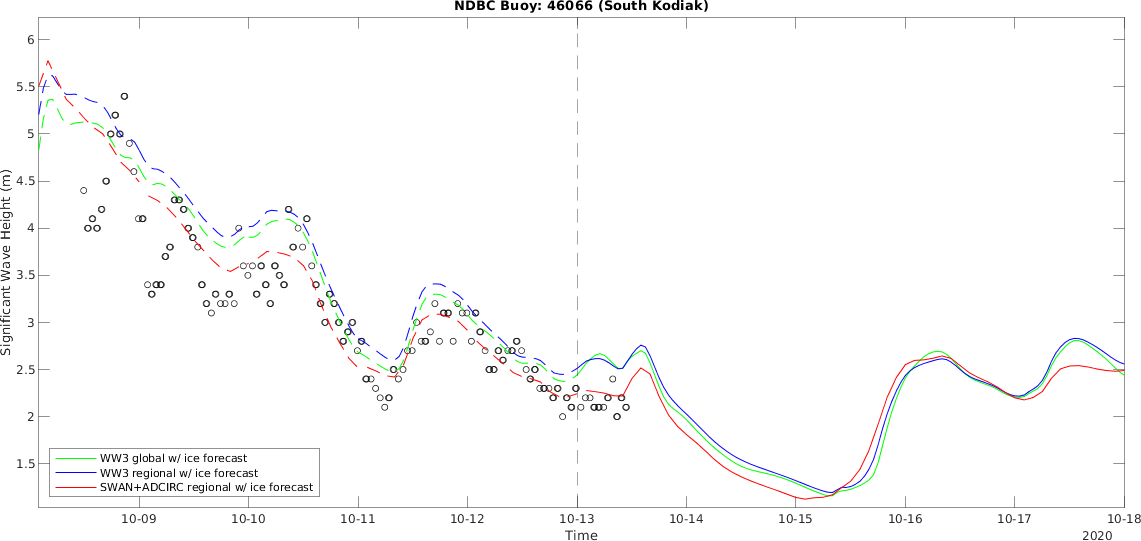 NDBC Buoy: 46066 (South Kodiak)
6
5.5
5
4.5
4
3.5
3
2.5
2
1.5
Significant Wave Height (m)
WW3 global w/ ice forecast
WW3 regional w/ ice forecast
SWAN+ADCIRC regional w/ ice forecast
10-09 10-10 10-11 10-12 10-13 10-14 10-15 10-16 10-17 10-18
Time
2020